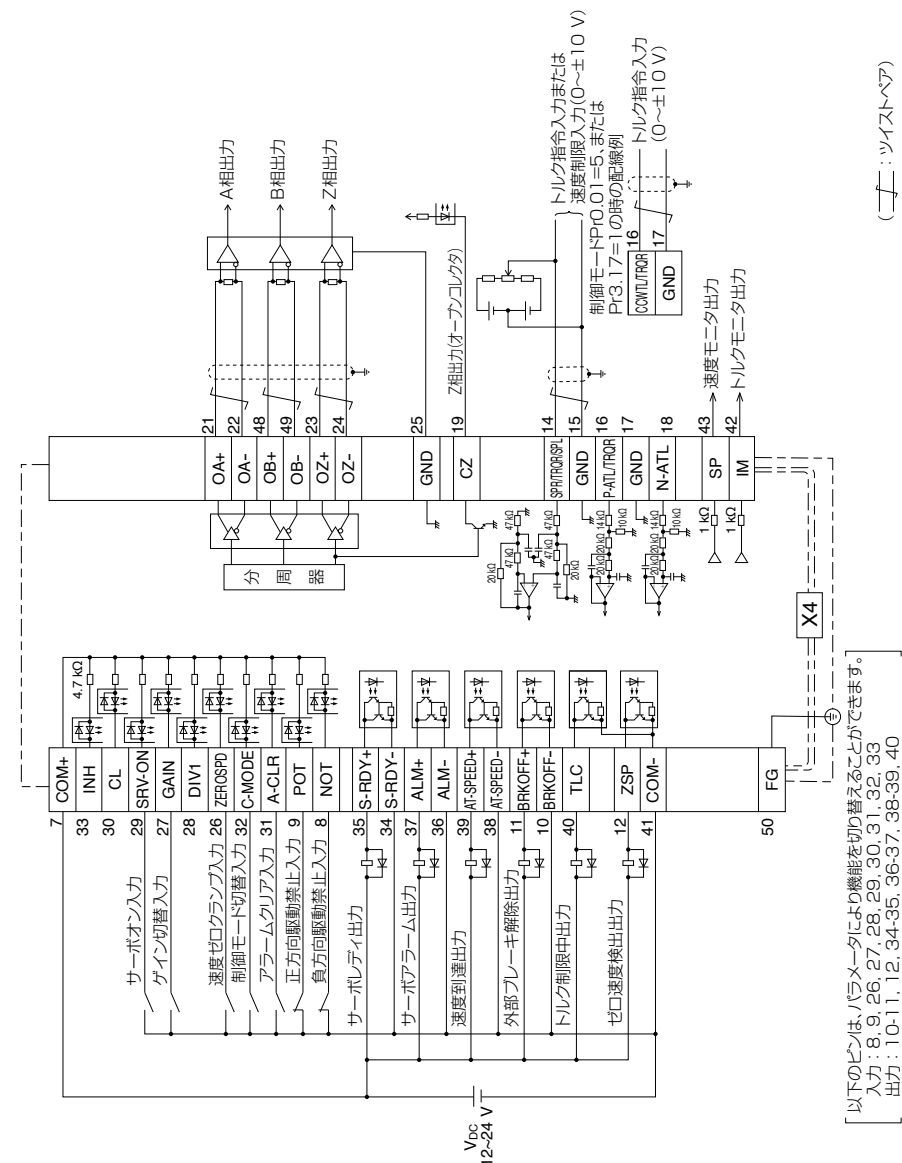 VDC
12~24 V
7
33
30
29
27
28
26
32
31
9
8
35
34
37
36
39
38
11
10
40
12
41
50
サーボオン入力
ゲイン切替入力
速度ゼロクランプ入力
制御モード切替入力
アラームクリア入力
正方向駆動禁止入力
負方向駆動禁止入力
サーボレディ出力
サーボアラーム出力
速度到達出力
外部ブレーキ解除出力
トルク制限中出力
ゼロ速度検出出力
COM+
INH
CL
SRV-ON
GAIN
DIV1
ZEROSPD
C-MODE
A-CLR
POT
NOT
S-RDY+
S-RDY-
ALM+
ALM-
AT-SPEED+
AT-SPEED-
BRKOFF+
BRKOFF-
TLC
ZSP
COM-
FG
4.7 kΩ
X4
分周器
OA+
OA-
OB+
OB-
OZ+
OZ-
GND
CZ
SPR/TRQR/SPL
GND
P-ATL/TRQR
GND
N-ATL
SP
IM
21
22
48
49
23
24
25
19
14
15
16
17
18
43
42
20kΩ
47kΩ
47kΩ
47kΩ
47kΩ
20kΩ
20kΩ
20kΩ
14kΩ
10kΩ
20kΩ
20kΩ
14kΩ
10kΩ
1 kΩ
1 kΩ
A相出力
B相出力
Z相出力
Z相出力(オープンコレクタ)
トルク指令入力または
速度制限入力(0~±10 V)
制御モードPr0.01=5、または
Pr3.17=1の時の配線例
CCWTL/TRQR
16
GND
17
トルク指令入力
(0~±10 V)
速度モニタ出力
トルクモニタ出力
( : ツイストペア)
以下のピンは、パラメータにより機能を切り替えることができます。
入力 : 8, 9, 26, 27, 28, 29, 30, 31, 32, 33
出力 : 10-11, 12, 34-35, 36-37, 38-39, 40